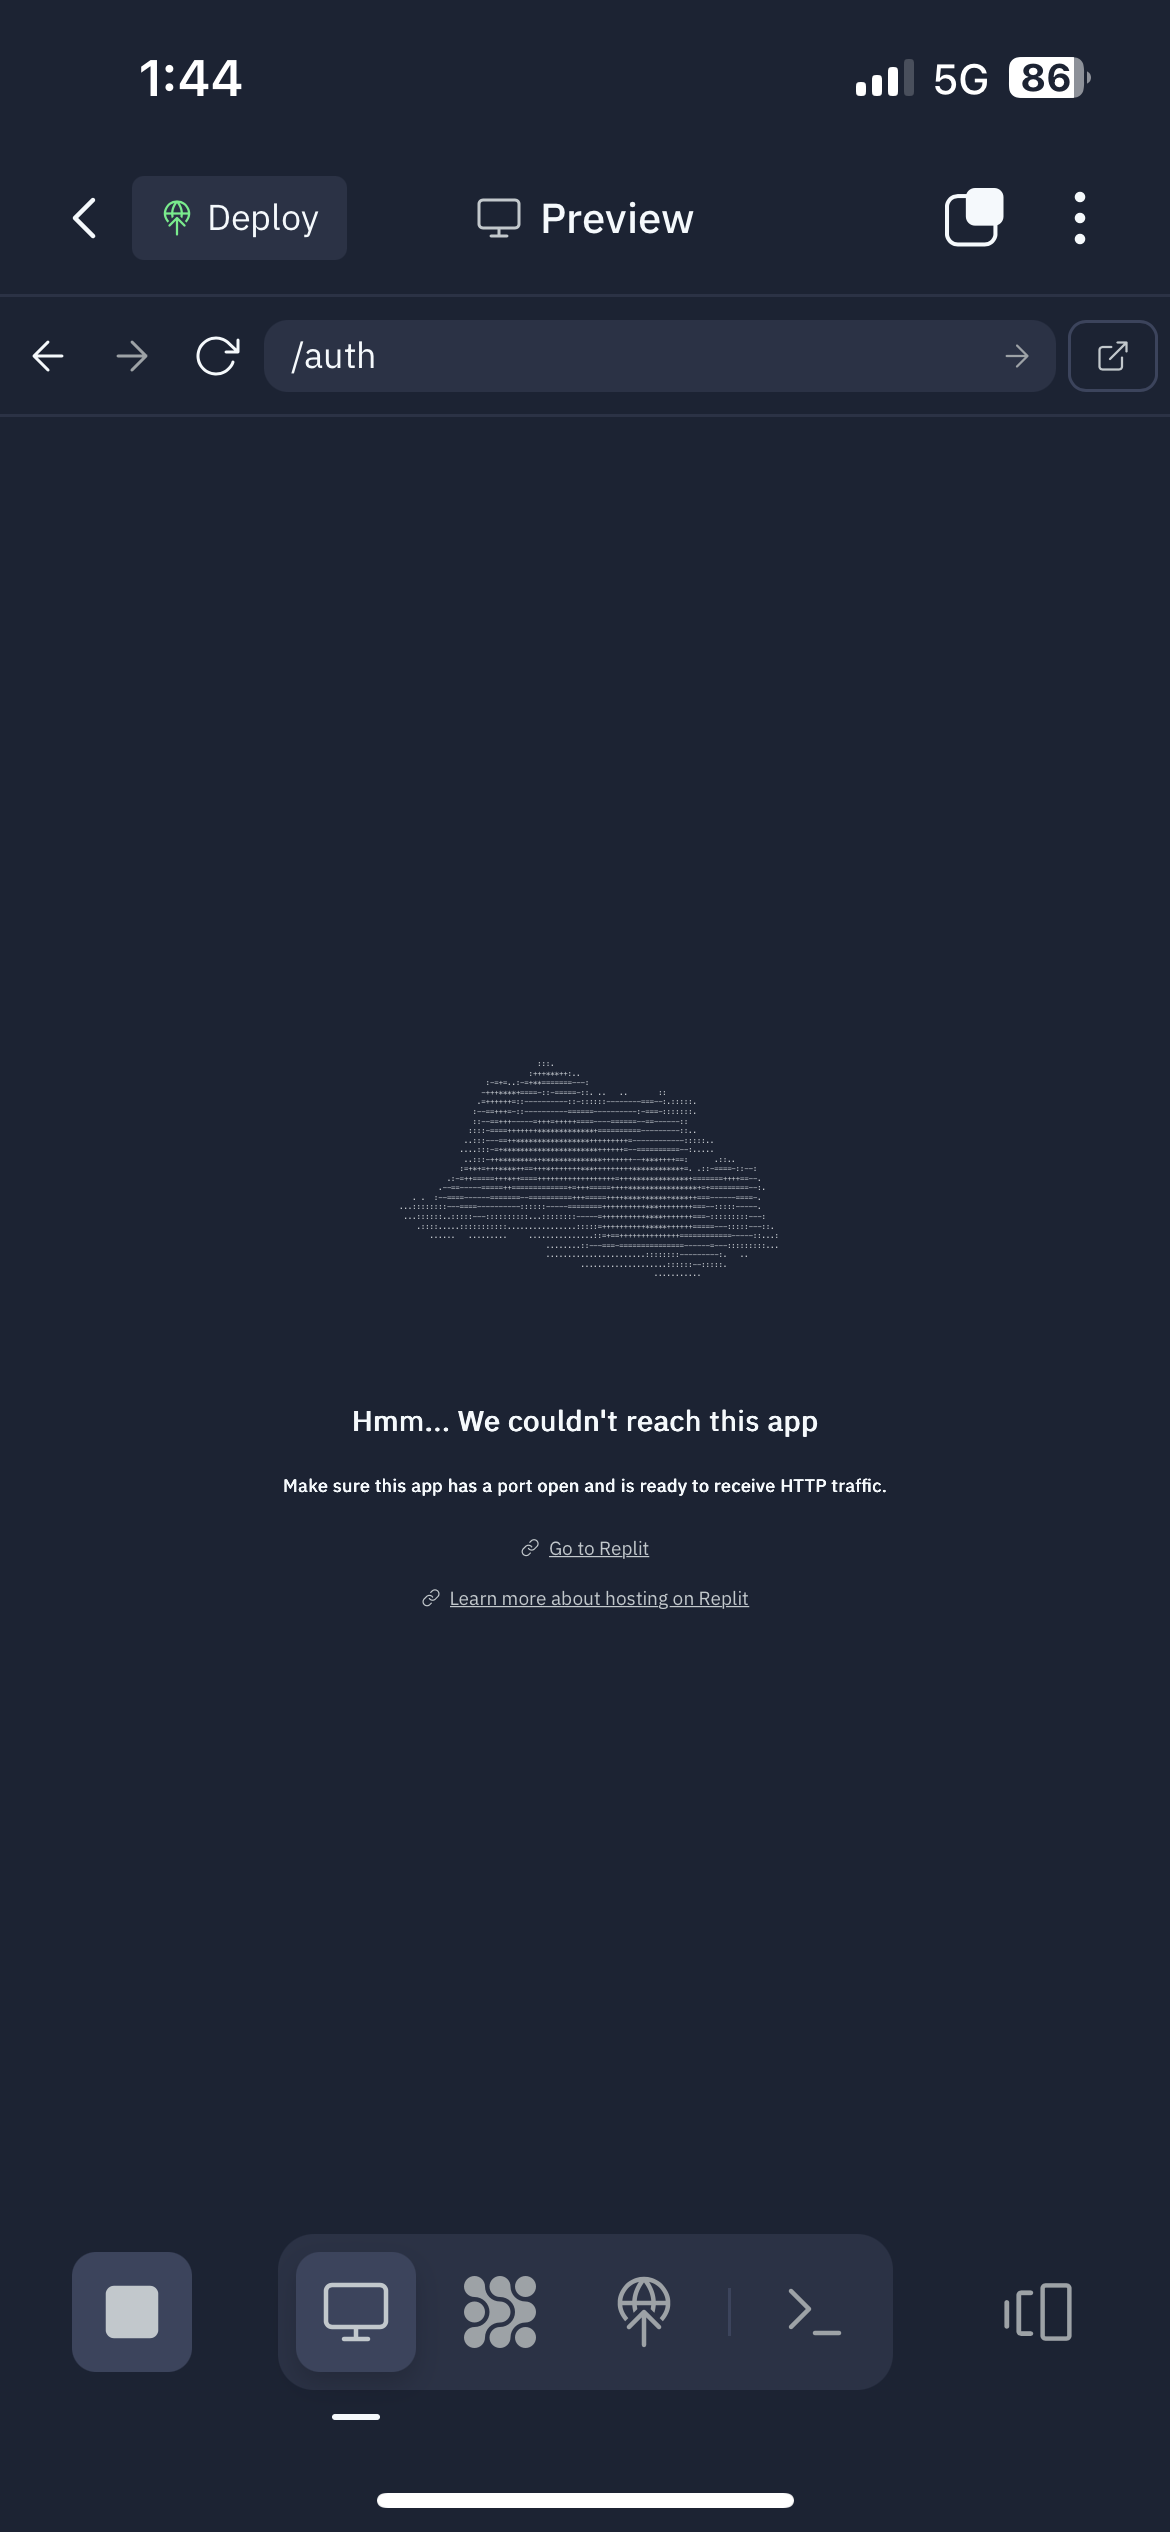 1:44
5G
86
Deploy
Preview
/auth
Hmm... We couldn't reach this app
Make sure this app has a port open and is ready to receive HTTP traffic.
Go to Replit
Learn more about hosting on Replit